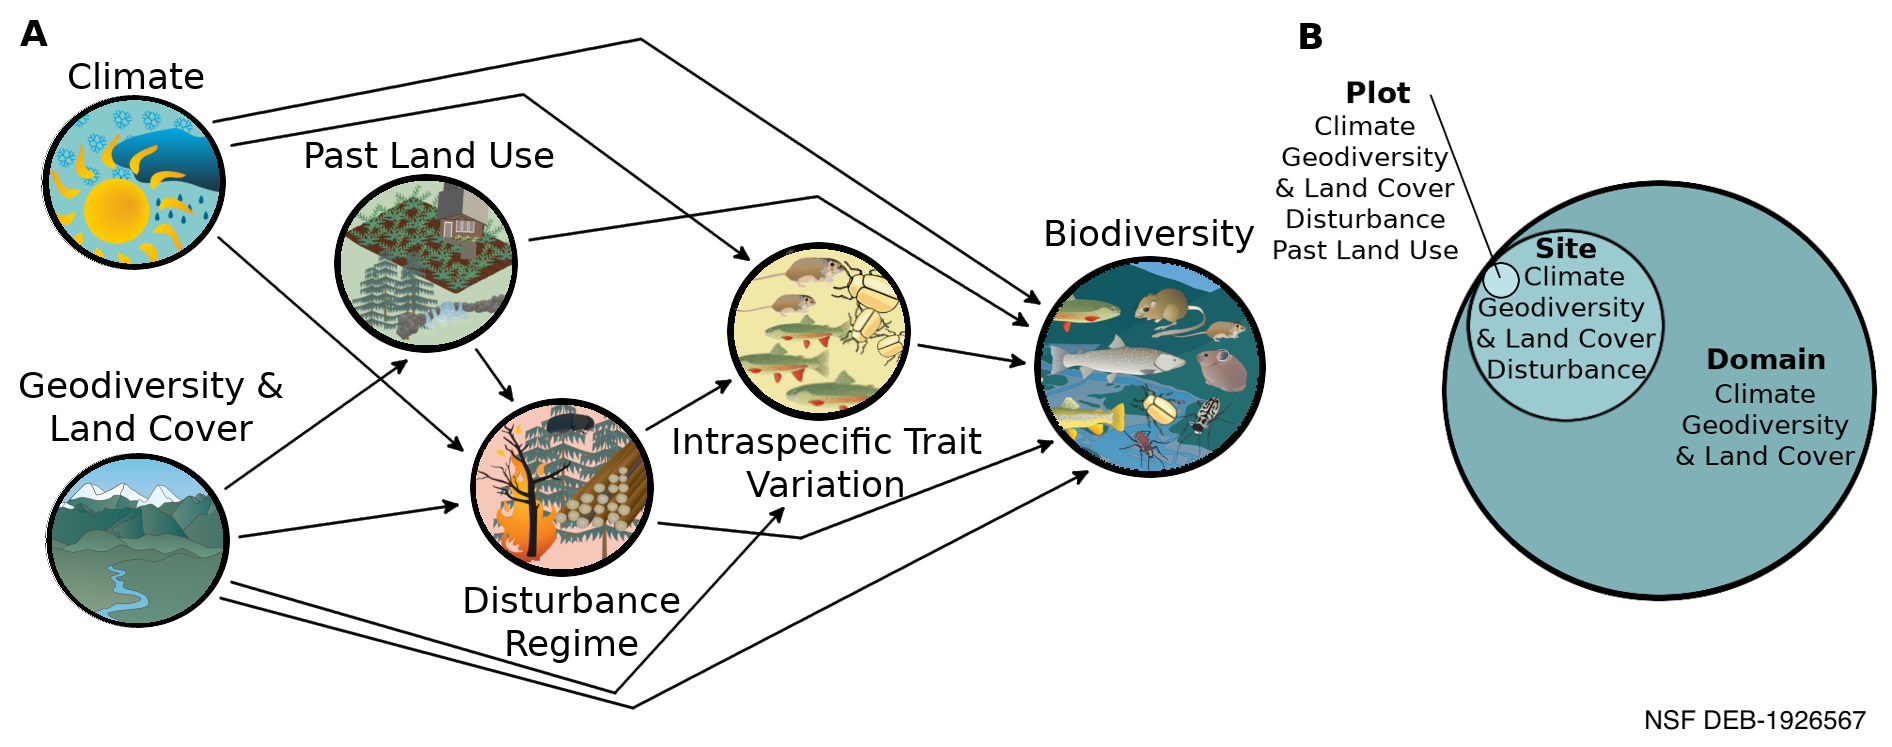 A
Climate
Past Land Use
Geodiversity &
Land Cover
Disturbance
Regime
Intraspecific Trait
Variation
Biodiversity
B
Plot
Climate
Geodiversity
& Land Cover
Disturbance
Past Land Use
Site
Climate
Geodiversity
& Land Cover
Disturbance
Domain
Climate
Geodiversity
& Land Cover
NSF DEB-1926567